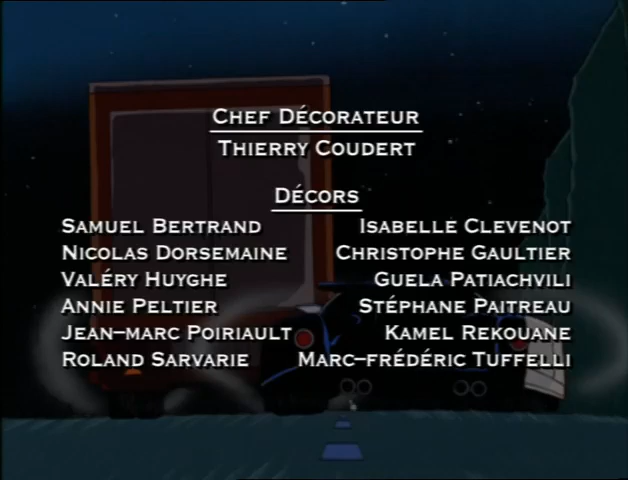 CHEF DÉCORATEUR
THIERRY COUDERT
DÉCORS
SAMUEL BERTRAND ISABELLE CLEVENOT
NICOLAS DORSEMAINE CHRISTOPHE GAULTIER
VALÉRY HUYGHE GUELA PATIACHVILI
ANNIE PELTIER STÉPHANE PAITREAU
JEAN-MARC POIRIAULT KAMEL REKOUANE
ROLAND SARVARIE MARC-FRÉDÉRIC TUFFELLI